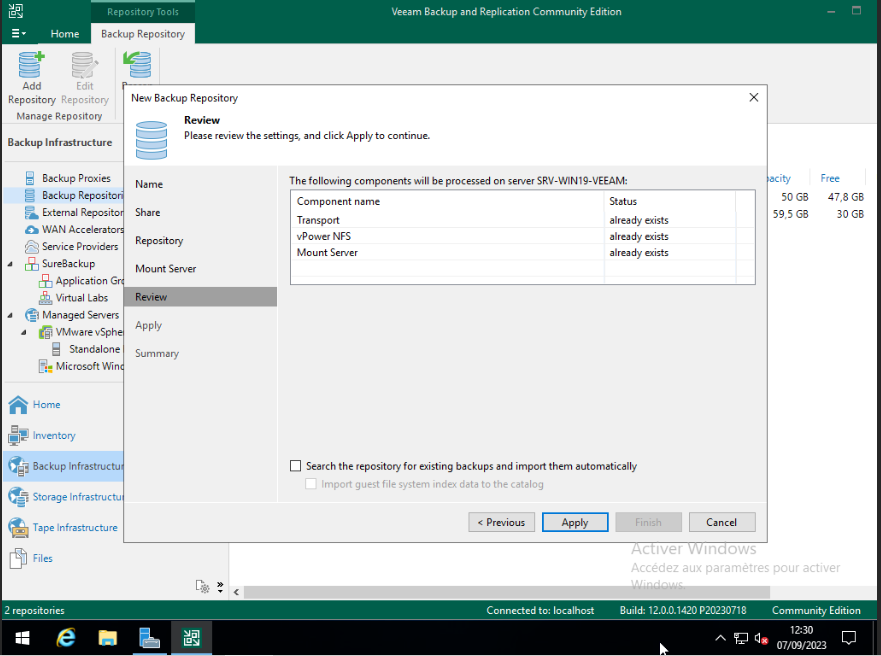 Repository Tools
Veeam Backup and Replication Community Edition
Home
Backup Repository
Add Repository
Edit Repository
Manage Repository
Backup Infrastructure
Backup Proxies
Backup Repositori
External Repositor
WAN Accelerators
Service Providers
SureBackup
Application Gro
Virtual Labs
Managed Servers
VMware vSphe
Standalone
Microsoft Wind
Home
Inventory
Backup Infrastructur
Storage Infrastructu
Tape Infrastructure
Files
New Backup Repository
Review
Please review the settings, and click Apply to continue.
Name
Share
Repository
Mount Server
Review
Apply
Summary
The following components will be processed on server SRV-WIN19-VEEAM:
Component name Status
Transport already exists
vPower NFS already exists
Mount Server already exists
Search the repository for existing backups and import them automatically
Import guest file system index data to the catalog
< Previous Apply Finish Cancel
pacity Free
50 GB 47,8 GB
59,5 GB 30 GB
Activer Windows
Accédez aux paramètres pour activer
Windows.
2 repositories Connected to: localhost Build: 12.0.0.1420 P20230718 Community Edition
12:30
07/09/2023